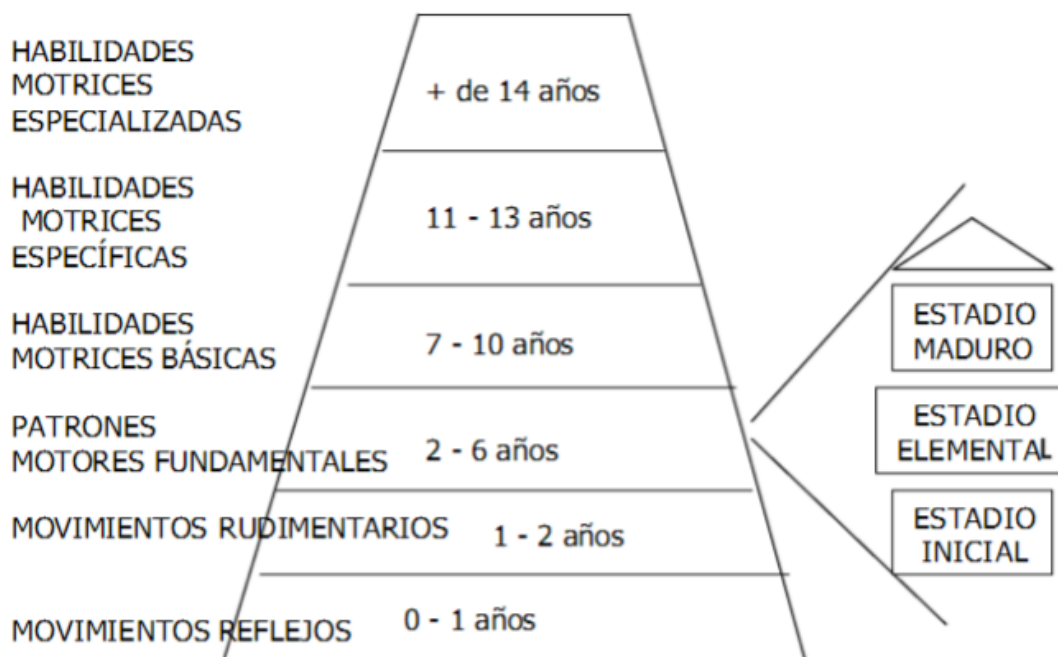 HABILIDADES
MOTRICES
ESPECIALIZADAS
+ de 14 años
HABILIDADES
MOTRICES
ESPECÍFICAS
11 - 13 años
HABILIDADES
MOTRICES BÁSICAS
7 - 10 años
PATRONES
MOTORES FUNDAMENTALES
2 - 6 años
MOVIMIENTOS RUDIMENTARIOS
1 - 2 años
MOVIMIENTOS REFLEJOS
0 - 1 años
ESTADIO
MADURO
ESTADIO
ELEMENTAL
ESTADIO
INICIAL